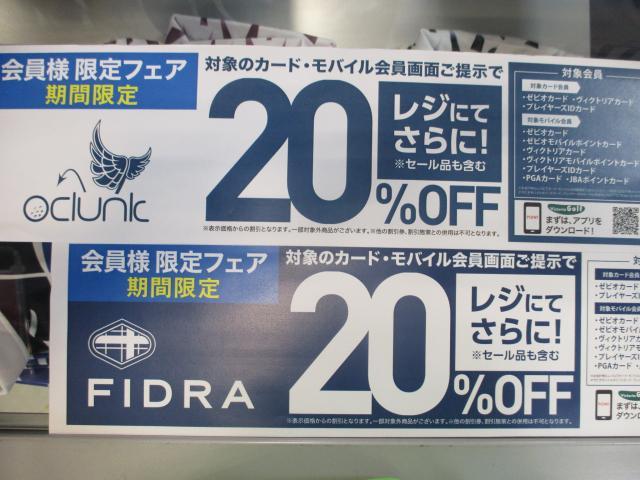 会員様 限定フェア
期間限定
oclunk
対象のカード・モバイル会員画面ご提示で
20%OFF
レジにて
さらに!
※セール品も含む
※表示価格からの割引となります。一部対象外商品がございます。※他の割引券、割引施策との併用は不可となります。
対象会員
対象カード会員
・ゼビオカード ・ヴィクトリアカード
・プレイヤーズIDカード
対象モバイル会員
・ゼビオカード
・ゼビオモバイルポイントカード
・ヴィクトリアカード
・ヴィクトリアモバイルポイントカード
・プレイヤーズIDカード
・PGAカード ・JBAポイントカード
Victoria Golf
まずは、アプリを
ダウンロード!
会員様 限定フェア
期間限定
FIDRA
対象のカード・モバイル会員画面ご提示で
20%OFF
レジにて
さらに!
※セール品も含む
※表示価格からの割引となります。一部対象外商品がございます。※他の割引券、割引施策との併用は不可となります。
対象カード会員
・ゼビオカード
・プレイヤーズI
対象モバイル会員
・ゼビオカード
・ゼビオモバイ
・ヴィクトリアカ
・ヴィクトリアモ
・プレイヤーズI
・PGAカード
まずは、
ダウンロ